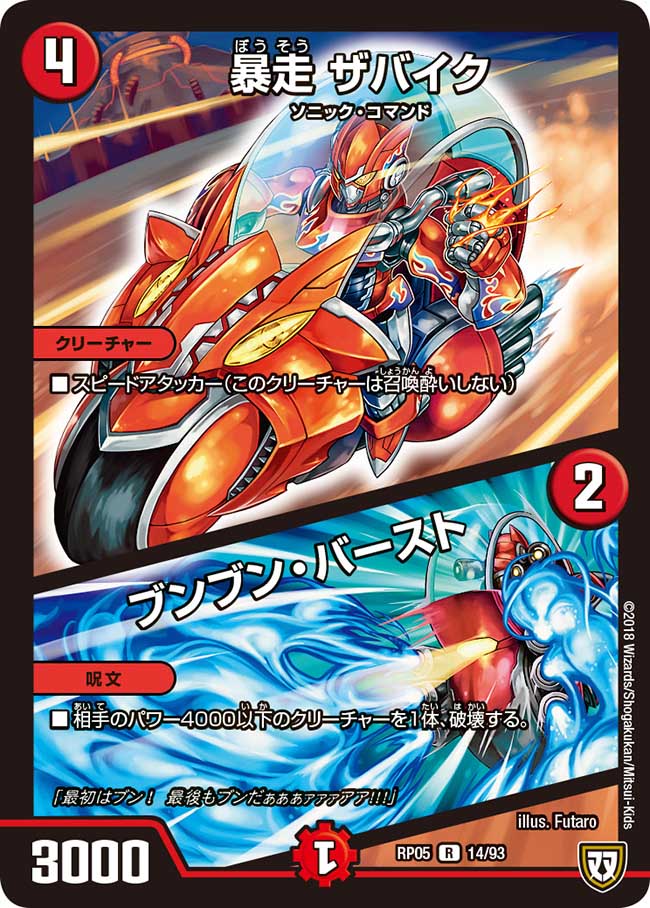 4
暴走 ザバイク
ぼう そう
ソニック・コマンド
クリーチャー
■ スピードアタッカー(このクリーチャーは召喚酔いしない)
しょうかん よ
2
ブンブン・バースト
呪文
■ 相手のパワー4000以下のクリーチャーを1体、破壊する。
あい て い か たい は かい
「最初はブン! 最後もブンだぁぁぁァァァアア!!!」
illus. Futaro
3000
1
RP05 R 14/93
©2018 Wizards/Shogakukan/Mitsui-Kids